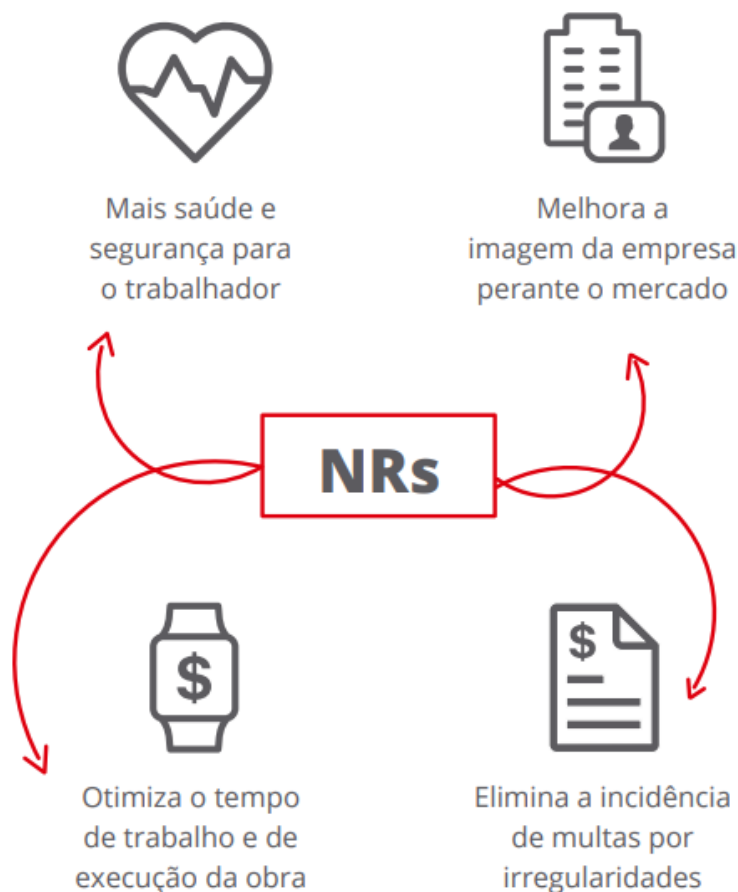 Mais saúde e
segurança para
o trabalhador
Melhora a
imagem da empresa
perante o mercado
NRs
$
Otimiza o tempo
de trabalho e de
execução da obra
$
Elimina a incidência
de multas por
irregularidades